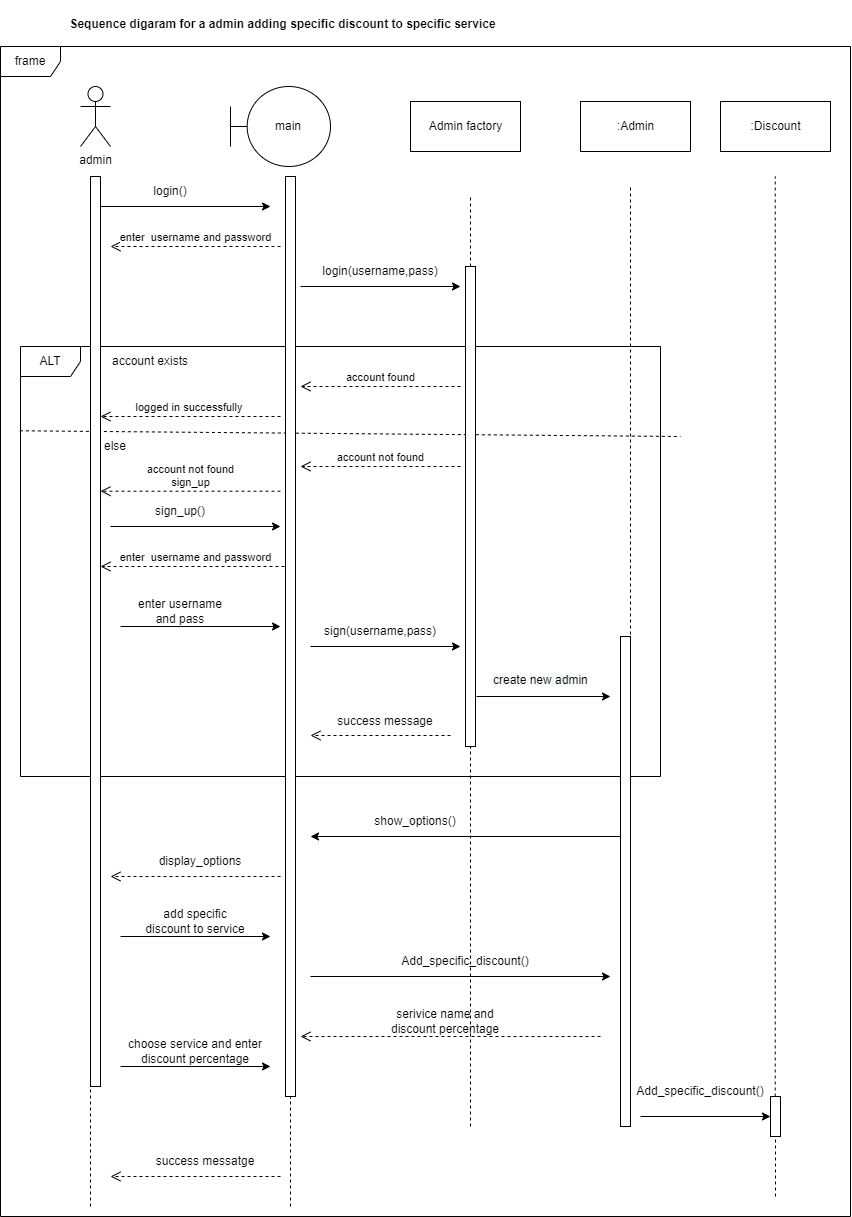 Sequence digaram for a admin adding specific discount to specific service
frame
admin
main
Admin factory
:Admin
:Discount
login()
enter  username and password
login(username,pass)
ALT
account exists
account found
logged in successfully
else
account not found
account not found
sign_up
sign_up()
enter  username and password
enter username
and pass
sign(username,pass)
create new admin
success message
show_options()
display_options
add specific
discount to service
Add_specific_discount()
serivice name and
discount percentage
choose service and enter
discount percentage
Add_specific_discount()
success messatge